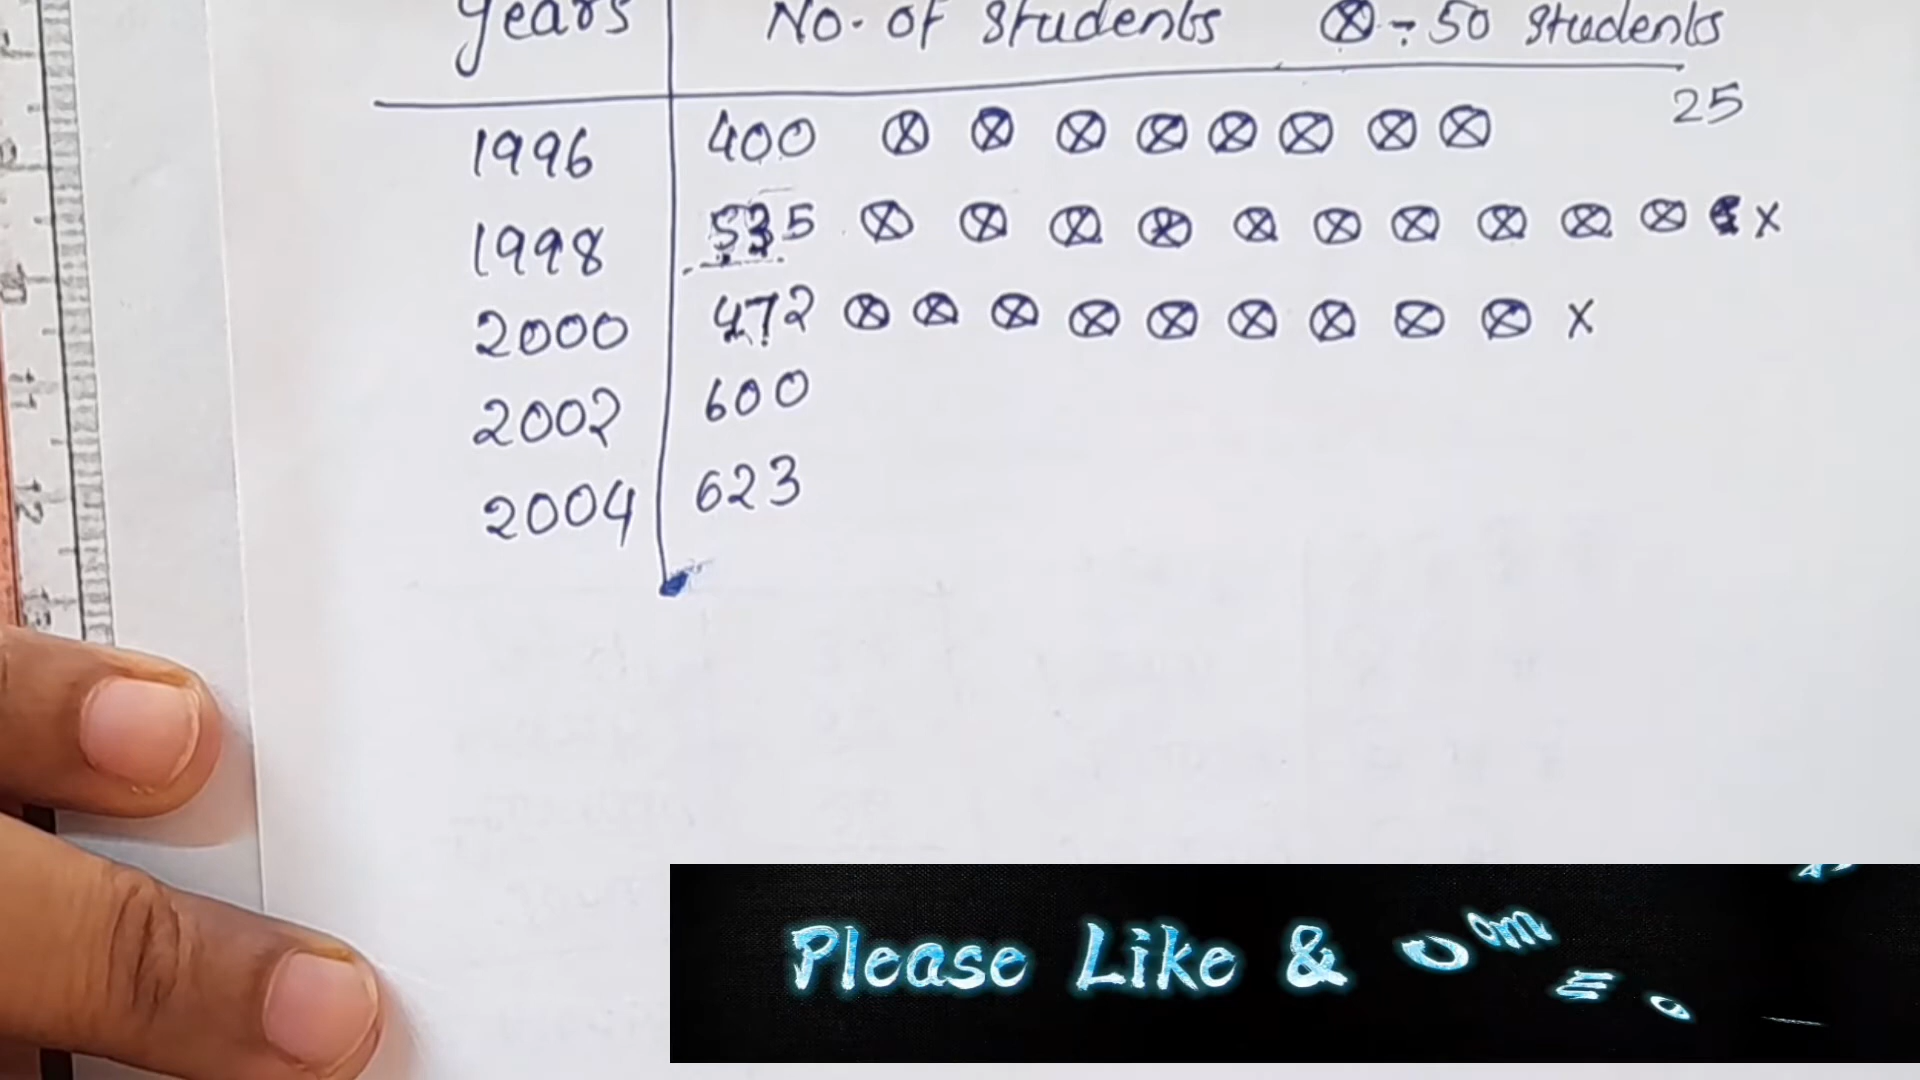 Years No. of students ⊗ - 50 students
25
1996 400 ⊗ ⊗ ⊗ ⊗ ⊗ ⊗ ⊗ ⊗
1998 535 ⊗ ⊗ ⊗ ⊗ ⊗ ⊗ ⊗ ⊗ ⊗ ⊗ x
2000 472 ⊗ ⊗ ⊗ ⊗ ⊗ ⊗ ⊗ ⊗ ⊗ x
2002 600
2004 623
Please Like &